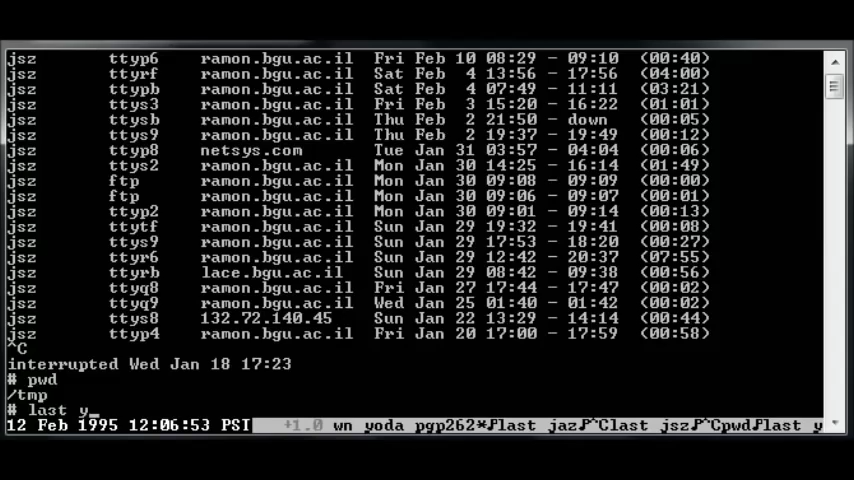 jsz ttyp6 ramon.bgu.ac.il Fri Feb 10 08:29 - 09:10 (00:40)
jsz ttyrf ramon.bgu.ac.il Sat Feb 4 13:56 - 17:56 (04:00)
jsz ttypb ramon.bgu.ac.il Sat Feb 4 07:49 - 11:11 (03:21)
jsz ttys3 ramon.bgu.ac.il Fri Feb 3 15:20 - 16:22 (01:01)
jsz ttysb ramon.bgu.ac.il Thu Feb 2 21:50 - down (00:05)
jsz ttys9 ramon.bgu.ac.il Thu Feb 2 19:37 - 19:49 (00:12)
jsz ttyp8 netsys.com Tue Jan 31 03:57 - 04:04 (00:06)
jsz ttys2 ramon.bgu.ac.il Mon Jan 30 14:25 - 16:14 (01:49)
jsz ftp ramon.bgu.ac.il Mon Jan 30 09:08 - 09:09 (00:00)
jsz ftp ramon.bgu.ac.il Mon Jan 30 09:06 - 09:07 (00:01)
jsz ttyp2 ramon.bgu.ac.il Mon Jan 30 09:01 - 09:14 (00:13)
jsz ttytf ramon.bgu.ac.il Sun Jan 29 19:32 - 19:41 (00:08)
jsz ttys9 ramon.bgu.ac.il Sun Jan 29 17:53 - 18:20 (00:27)
jsz ttyr6 ramon.bgu.ac.il Sun Jan 29 12:42 - 20:37 (07:55)
jsz ttyrb lace.bgu.ac.il Sun Jan 29 08:42 - 09:38 (00:56)
jsz ttyq8 ramon.bgu.ac.il Fri Jan 27 17:44 - 17:47 (00:02)
jsz ttyq9 ramon.bgu.ac.il Wed Jan 25 01:40 - 01:42 (00:02)
jsz ttys8 132.72.140.45 Sun Jan 22 13:29 - 14:14 (00:44)
jsz ttyp4 ramon.bgu.ac.il Fri Jan 20 17:00 - 17:59 (00:58)
^C
interrupted Wed Jan 18 17:23
# pwd
/tmp
# last y_
12 Feb 1995 12:06:53 PST +1.0 wn yoda pgp262*♪last jaz♪^Clast jsz♪^Cpwd♪last y